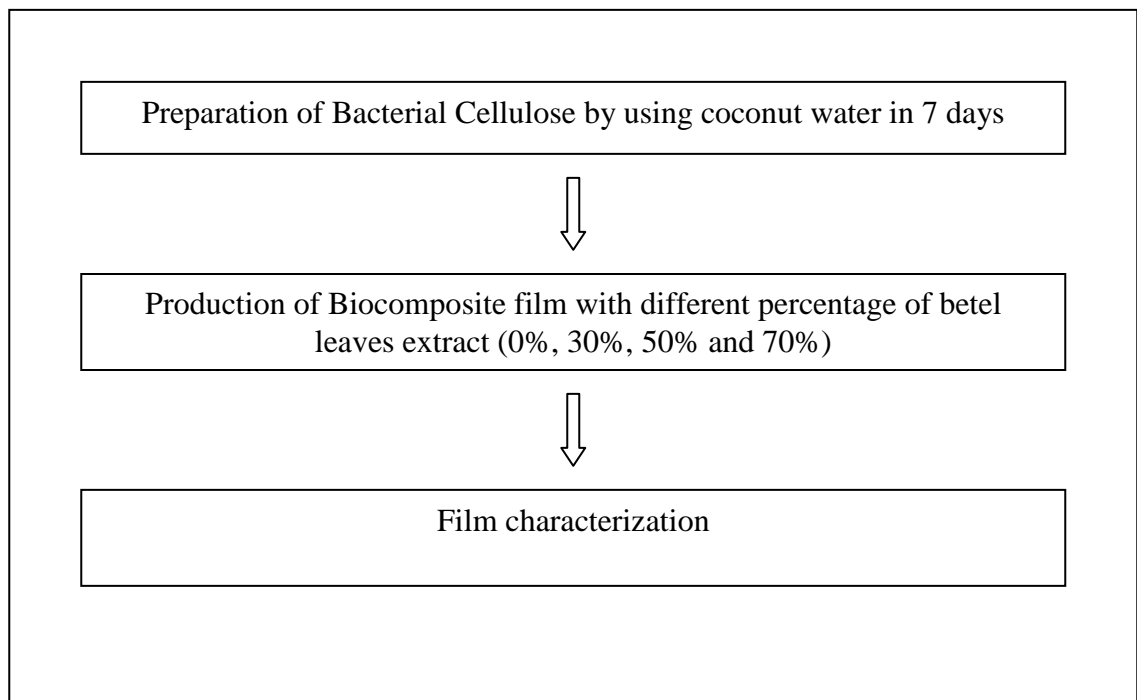 Preparation of Bacterial Cellulose by using coconut water in 7 days
Production of Biocomposite film with different percentage of betel
leaves extract (0%, 30%, 50% and 70%)
Film characterization